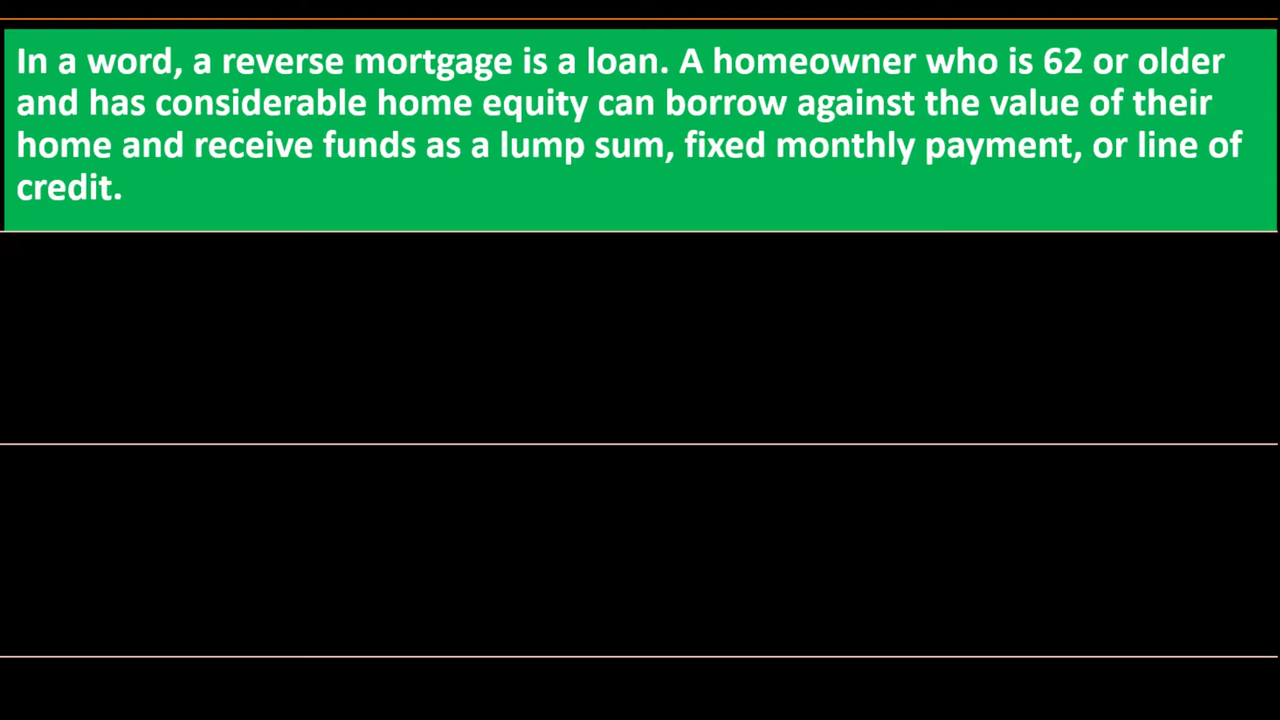 In a word, a reverse mortgage is a loan. A homeowner who is 62 or older
and has considerable home equity can borrow against the value of their
home and receive funds as a lump sum, fixed monthly payment, or line of
credit.